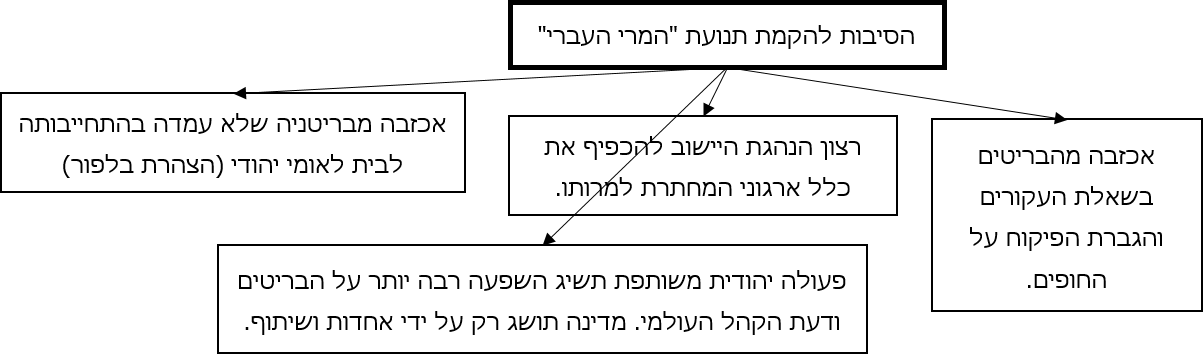 הסיבות להקמת תנועת "המרי העברי"
אכזבה מהבריטים
בשאלת העקורים
והגברת הפיקוח על
החופים.
רצון הנהגת היישוב להכפיף את
כלל ארגוני המחתרת למרותו.
אכזבה מבריטניה שלא עמדה בהתחייבותה
לבית לאומי יהודי (הצהרת בלפור)
פעולה יהודית משותפת תשיג השפעה רבה יותר על הבריטים
ודעת הקהל העולמי. מדינה תושג רק על ידי אחדות ושיתוף.